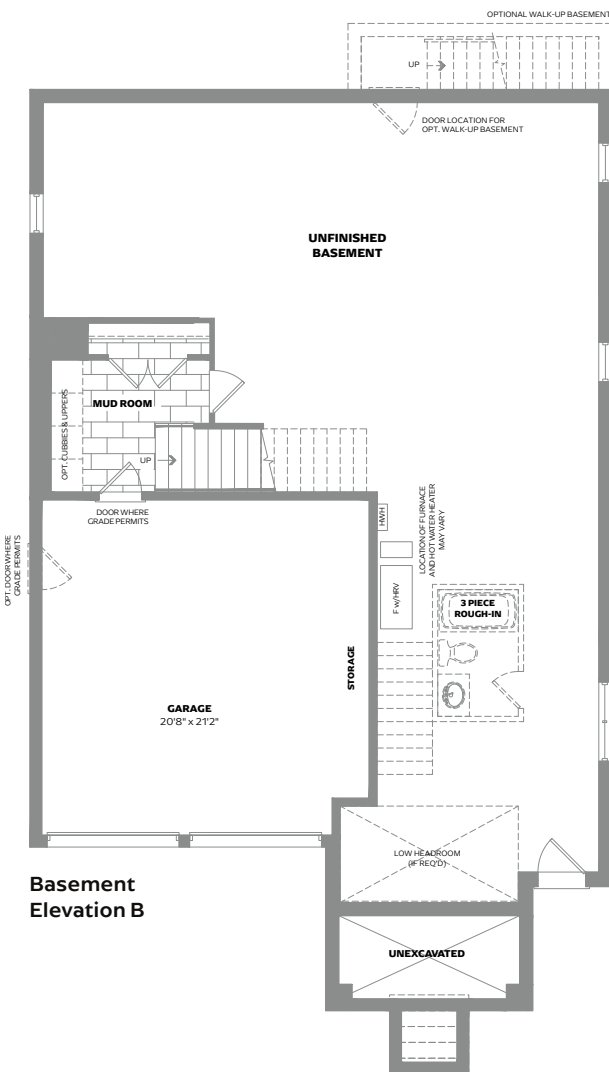 OPTIONAL WALK-UP BASEMENT
UP
DOOR LOCATION FOR
OPT. WALK-UP BASEMENT
UNFINISHED
BASEMENT
MUD ROOM
OPT. CUBBIES & UPPERS
UP
DOOR WHERE
GRADE PERMITS
OPT. DOOR WHERE
GRADE PERMITS
HWH
LOCATION OF FURNACE
AND HOT WATER HEATER
MAY VARY
F w/HRV
3 PIECE
ROUGH-IN
STORAGE
GARAGE
20'8" x 21'2"
LOW HEADROOM
(IF REQ'D)
Basement
Elevation B
UNEXCAVATED